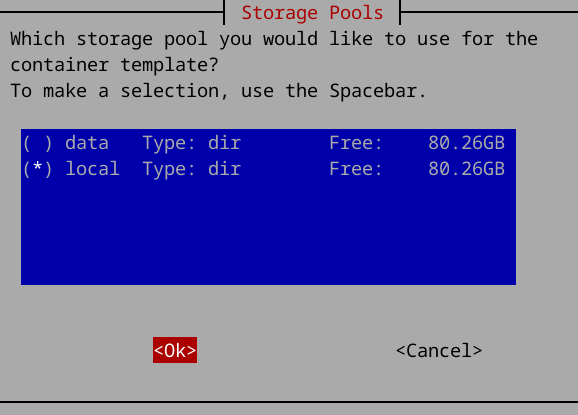 Storage Pools
Which storage pool you would like to use for the
container template?
To make a selection, use the Spacebar.
( ) data   Type: dir        Free:    80.26GB
(*) local  Type: dir        Free:    80.26GB
<Ok>                  <Cancel>